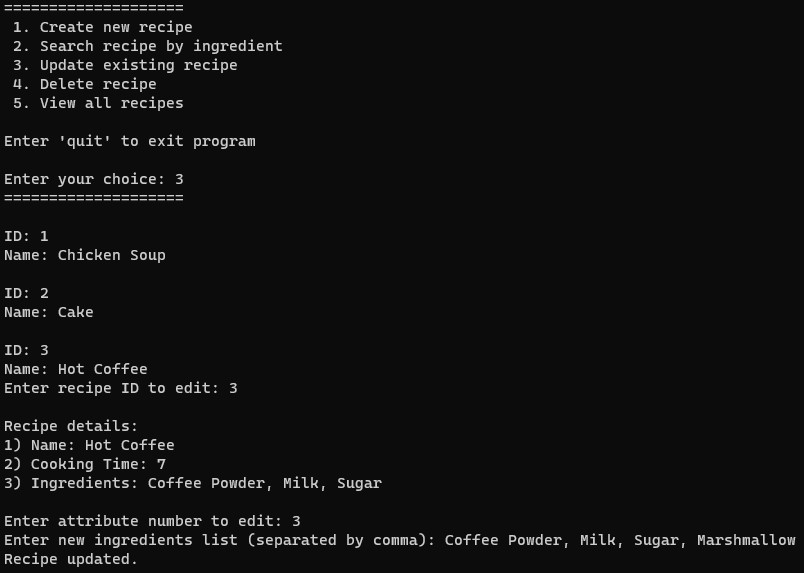 ====================
 1. Create new recipe
 2. Search recipe by ingredient
 3. Update existing recipe
 4. Delete recipe
 5. View all recipes

Enter 'quit' to exit program

Enter your choice: 3
====================

ID: 1
Name: Chicken Soup

ID: 2
Name: Cake

ID: 3
Name: Hot Coffee
Enter recipe ID to edit: 3

Recipe details:
1) Name: Hot Coffee
2) Cooking Time: 7
3) Ingredients: Coffee Powder, Milk, Sugar

Enter attribute number to edit: 3
Enter new ingredients list (separated by comma): Coffee Powder, Milk, Sugar, Marshmallow
Recipe updated.